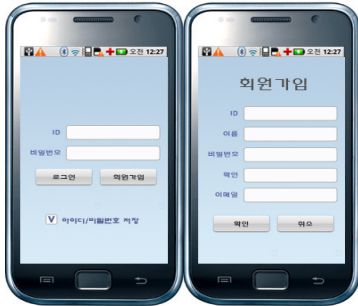 오전 12:27
ID
비밀번호
로그인 회원가입
V 아이디/비밀번호 저장
오전 12:27
회원가입
ID
이름
비밀번호
확인
이메일
확인 취소